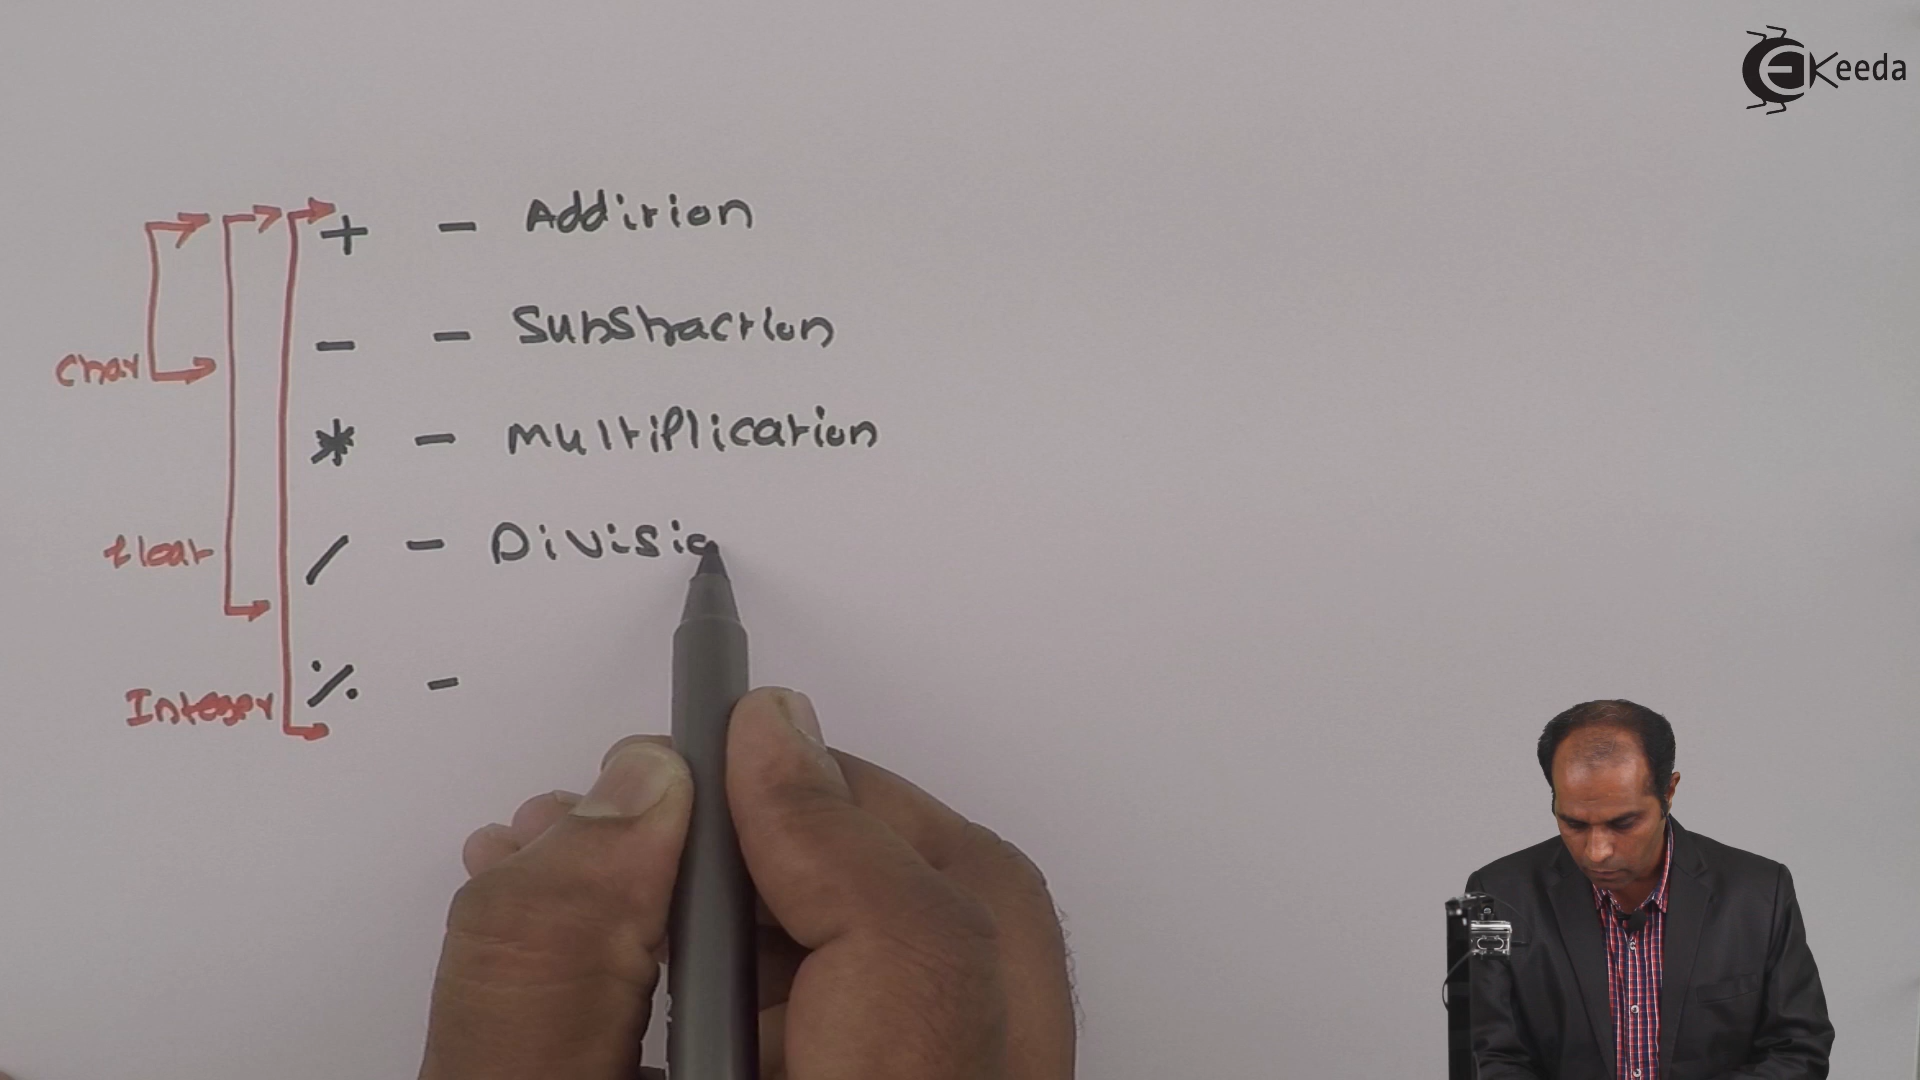 EKeeda
+ - Addition
- - Substraction
Char
* - Multiplication
float / - Divisio
Integer % -